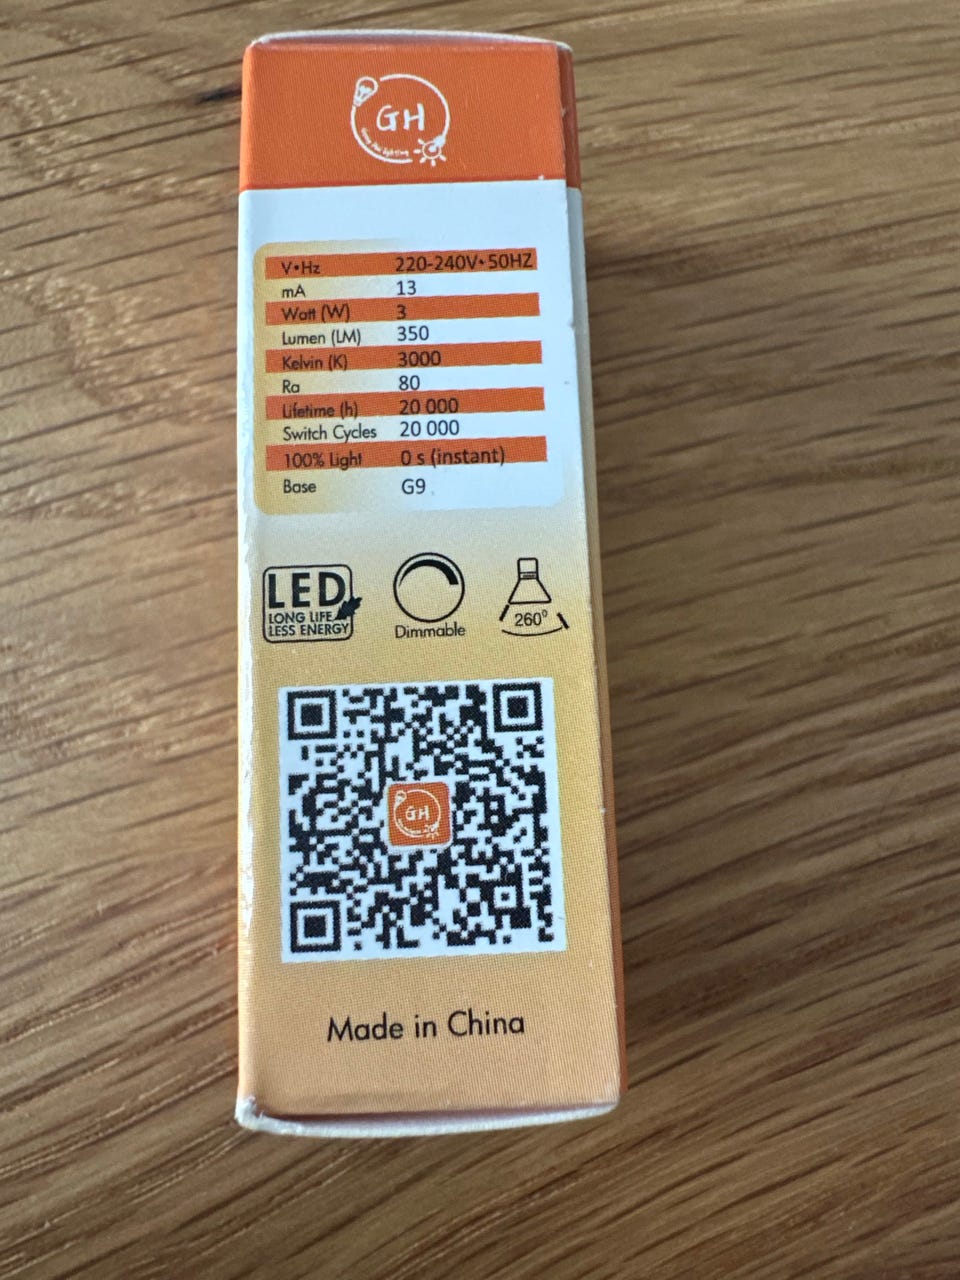 GH
V•Hz 220-240V•50HZ
mA 13
Watt (W) 3
Lumen (LM) 350
Kelvin (K) 3000
Ra 80
Lifetime (h) 20 000
Switch Cycles 20 000
100% Light 0 s (instant)
Base G9
LED
LONG LIFE
LESS ENERGY
Dimmable
260°
GH
Made in China